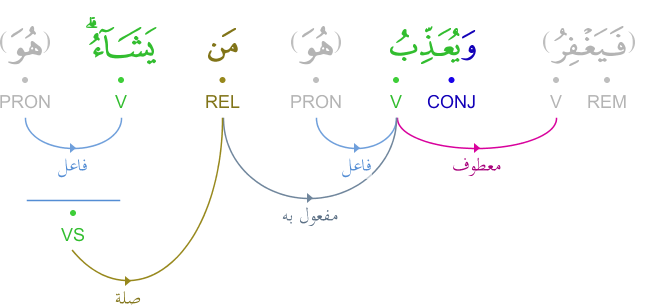 (فَيَغْفِرُ) وَيُعَذِّبُ (هُوَ) مَن يَشَآءُۗ (هُوَ)
REM V CONJ V PRON REL V PRON
معطوف فاعل فاعل
مفعول به
VS
صلة